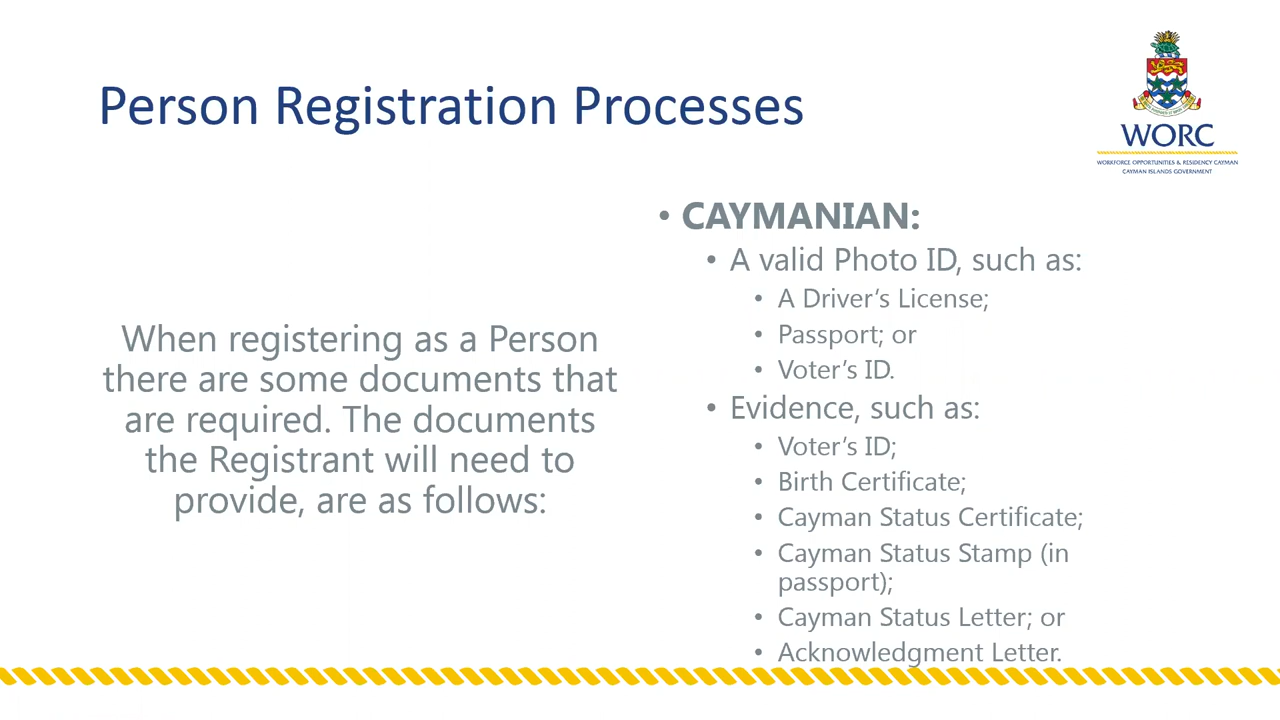 Person Registration Processes
WORC
WORKFORCE OPPORTUNITIES & RESIDENCY CAYMAN
CAYMAN ISLANDS GOVERNMENT
When registering as a Person
there are some documents that
are required. The documents
the Registrant will need to
provide, are as follows:
• CAYMANIAN:
• A valid Photo ID, such as:
• A Driver’s License;
• Passport; or
• Voter’s ID.
• Evidence, such as:
• Voter’s ID;
• Birth Certificate;
• Cayman Status Certificate;
• Cayman Status Stamp (in
passport);
• Cayman Status Letter; or
• Acknowledgment Letter.